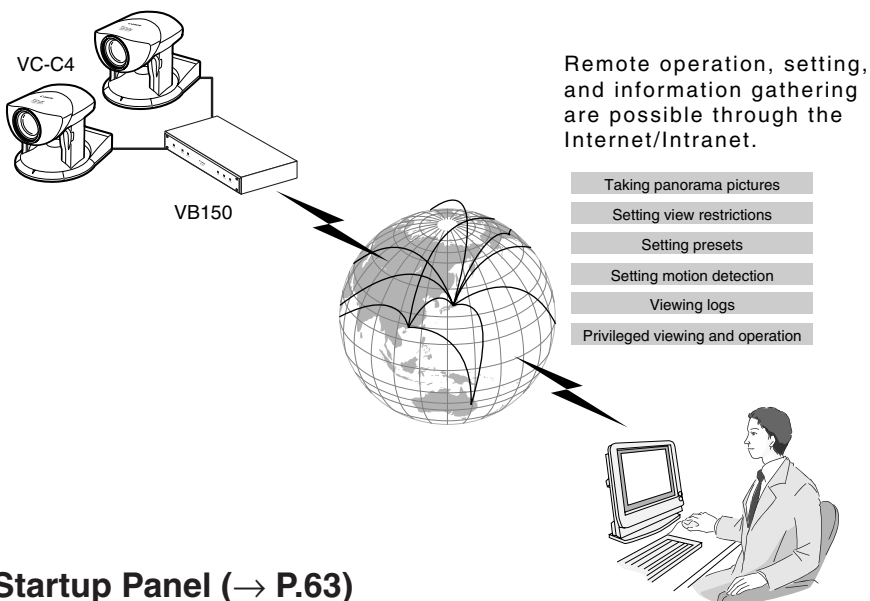 VC-C4
VB150
Remote operation, setting,
and information gathering
are possible through the
Internet/Intranet.
Taking panorama pictures
Setting view restrictions
Setting presets
Setting motion detection
Viewing logs
Privileged viewing and operation
Startup Panel (→ P.63)